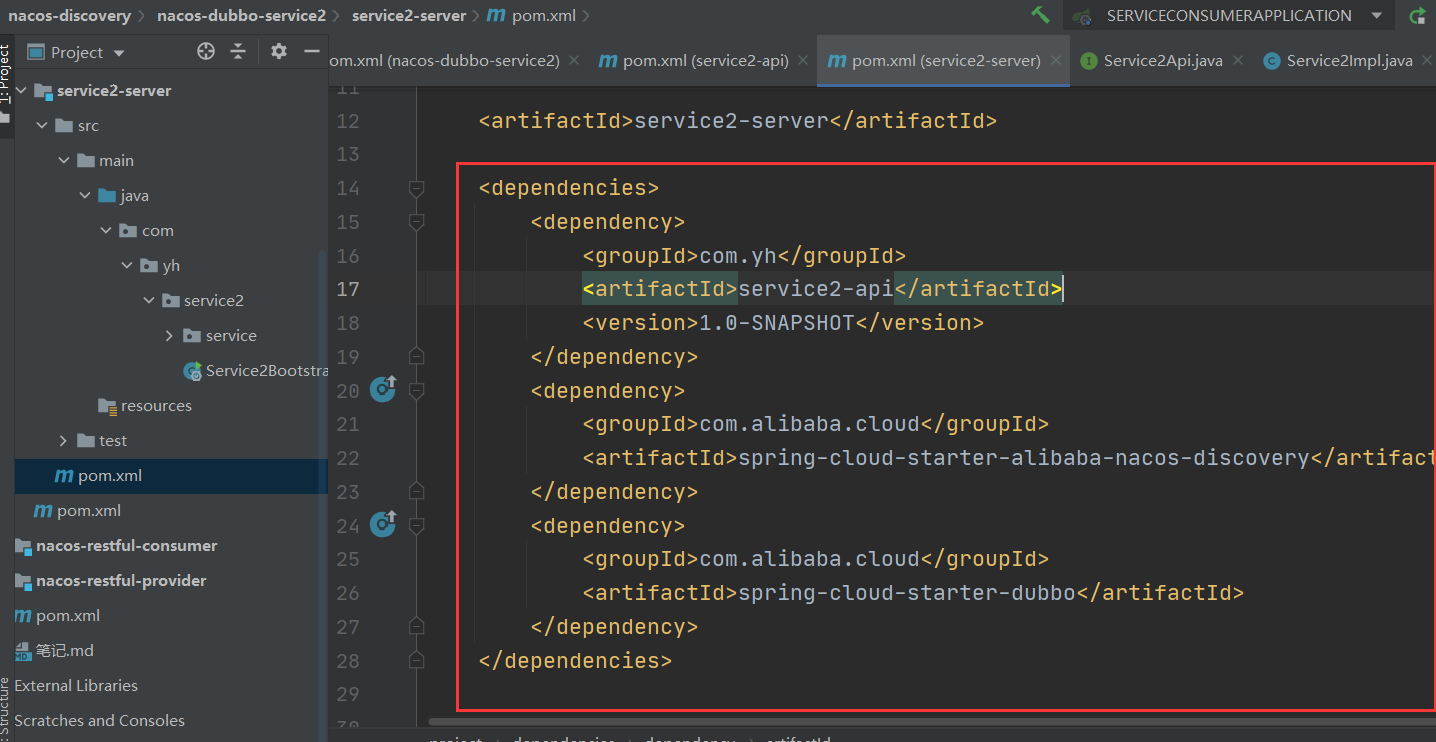 nacos-discovery nacos-dubbo-service2 service2-server pom.xml SERVICECONSUMERAPPLICATION
Project
om.xml (nacos-dubbo-service2) pom.xml (service2-api) pom.xml (service2-server) Service2Api.java Service2Impl.java
1: Project
service2-server
src
main
java
com
yh
service2
service
Service2Bootstra
resources
test
pom.xml
pom.xml
nacos-restful-consumer
nacos-restful-provider
pom.xml
笔记.md
External Libraries
Scratches and Consoles
Structure
11
12 <artifactId>service2-server</artifactId>
13
14 <dependencies>
15 <dependency>
16 <groupId>com.yh</groupId>
17 <artifactId>service2-api</artifactId>
18 <version>1.0-SNAPSHOT</version>
19 </dependency>
20 <dependency>
21 <groupId>com.alibaba.cloud</groupId>
22 <artifactId>spring-cloud-starter-alibaba-nacos-discovery</artifact
23 </dependency>
24 <dependency>
25 <groupId>com.alibaba.cloud</groupId>
26 <artifactId>spring-cloud-starter-dubbo</artifactId>
27 </dependency>
28 </dependencies>
29
30
project dependencies dependency artifactId